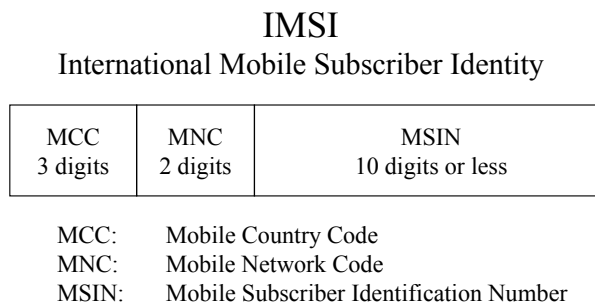 IMSI
International Mobile Subscriber Identity
MCC MNC MSIN
3 digits 2 digits 10 digits or less
MCC: Mobile Country Code
MNC: Mobile Network Code
MSIN: Mobile Subscriber Identification Number